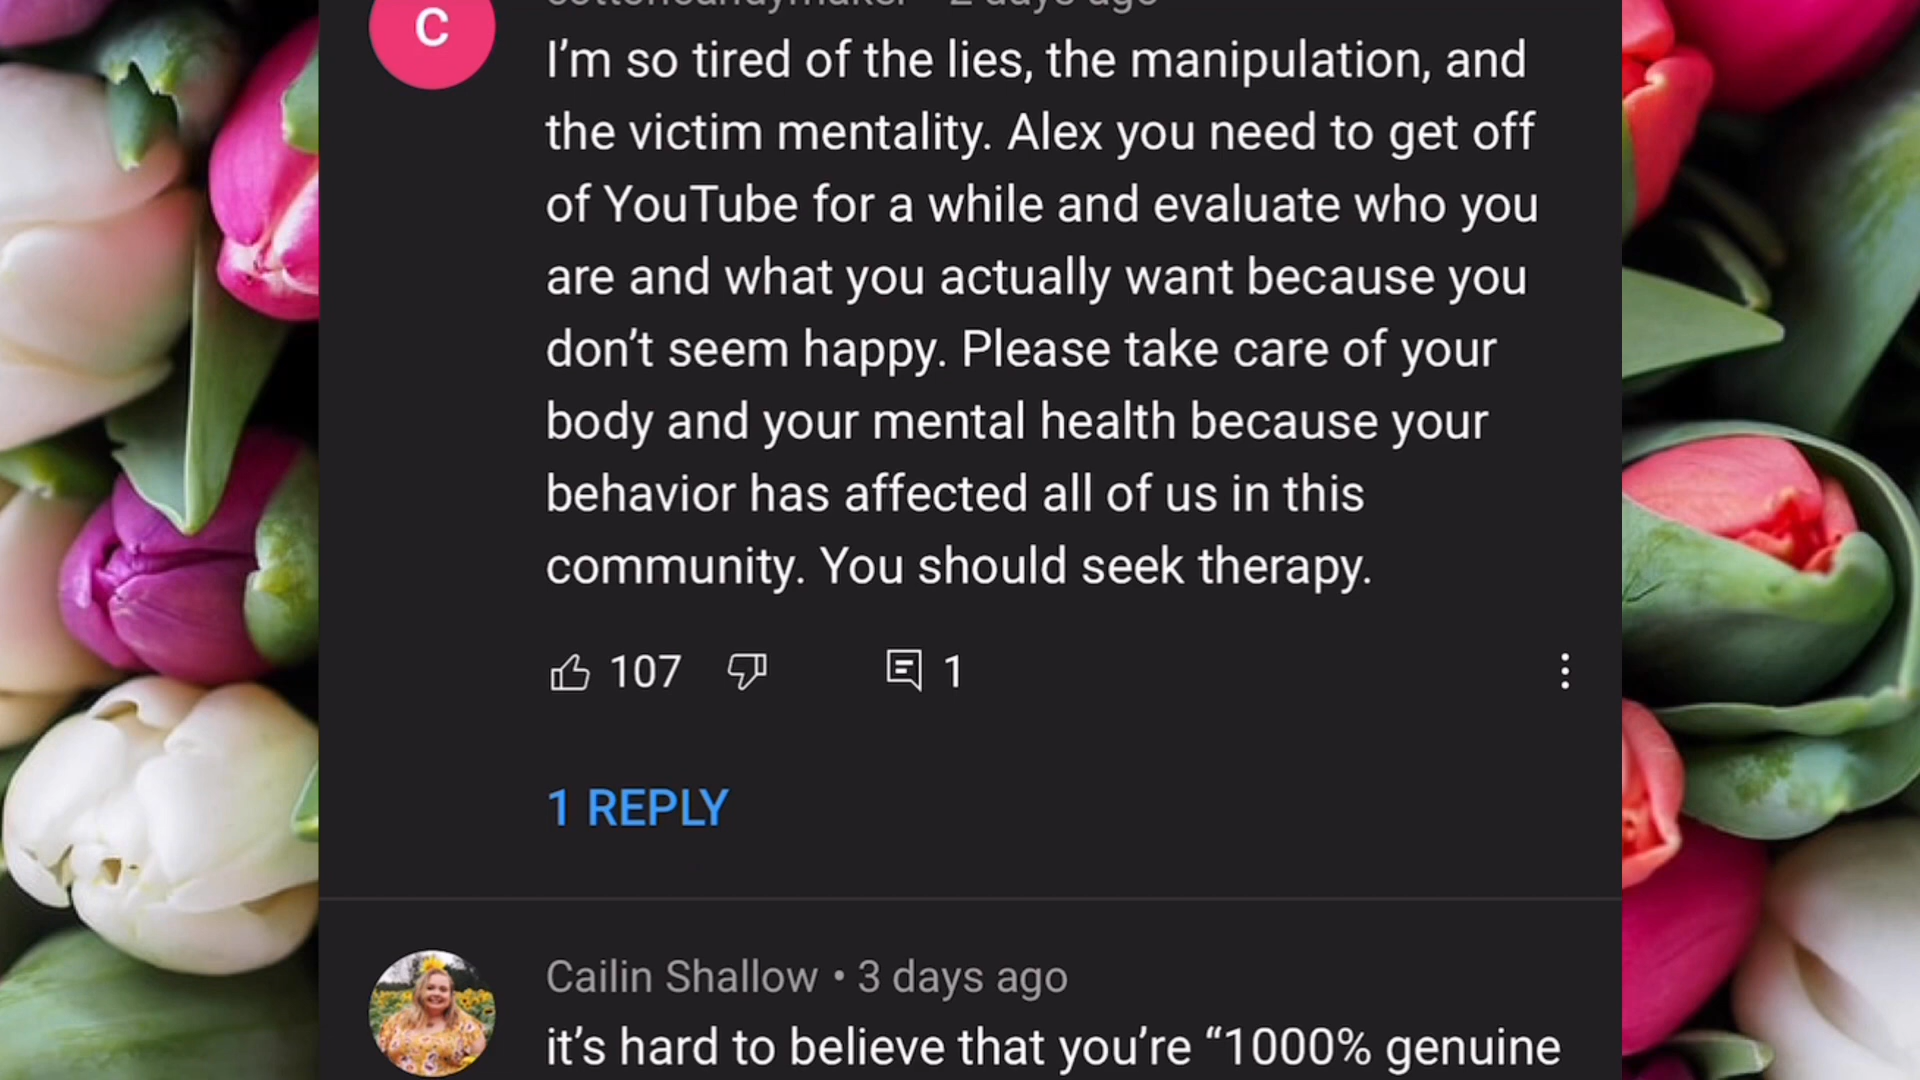 cottoncandymaker • 2 days ago
C
I’m so tired of the lies, the manipulation, and
the victim mentality. Alex you need to get off
of YouTube for a while and evaluate who you
are and what you actually want because you
don’t seem happy. Please take care of your
body and your mental health because your
behavior has affected all of us in this
community. You should seek therapy.
107 1
1 REPLY
Cailin Shallow • 3 days ago
it’s hard to believe that you’re “1000% genuine